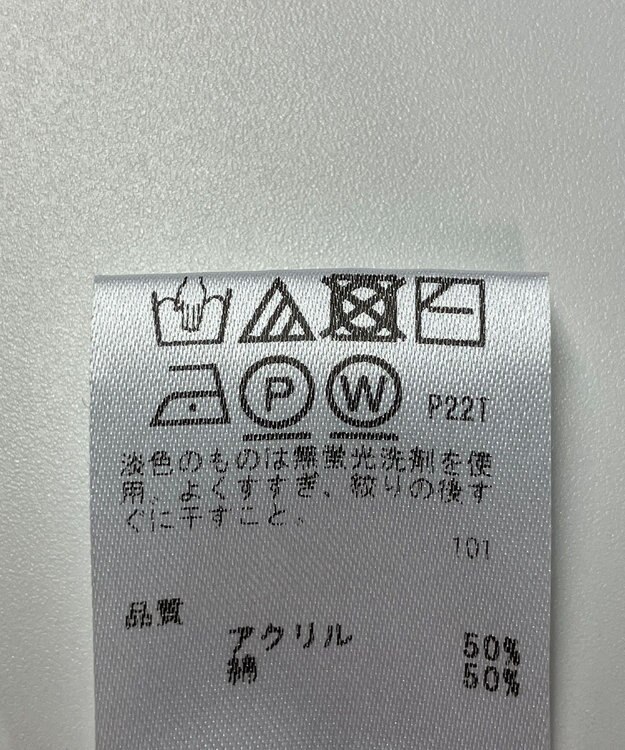 P W P22T
淡色のものは無蛍光洗剤を使
用、よくすすぎ、絞りの後す
ぐに干すこと。
101
品質
アクリル 50%
綿 50%